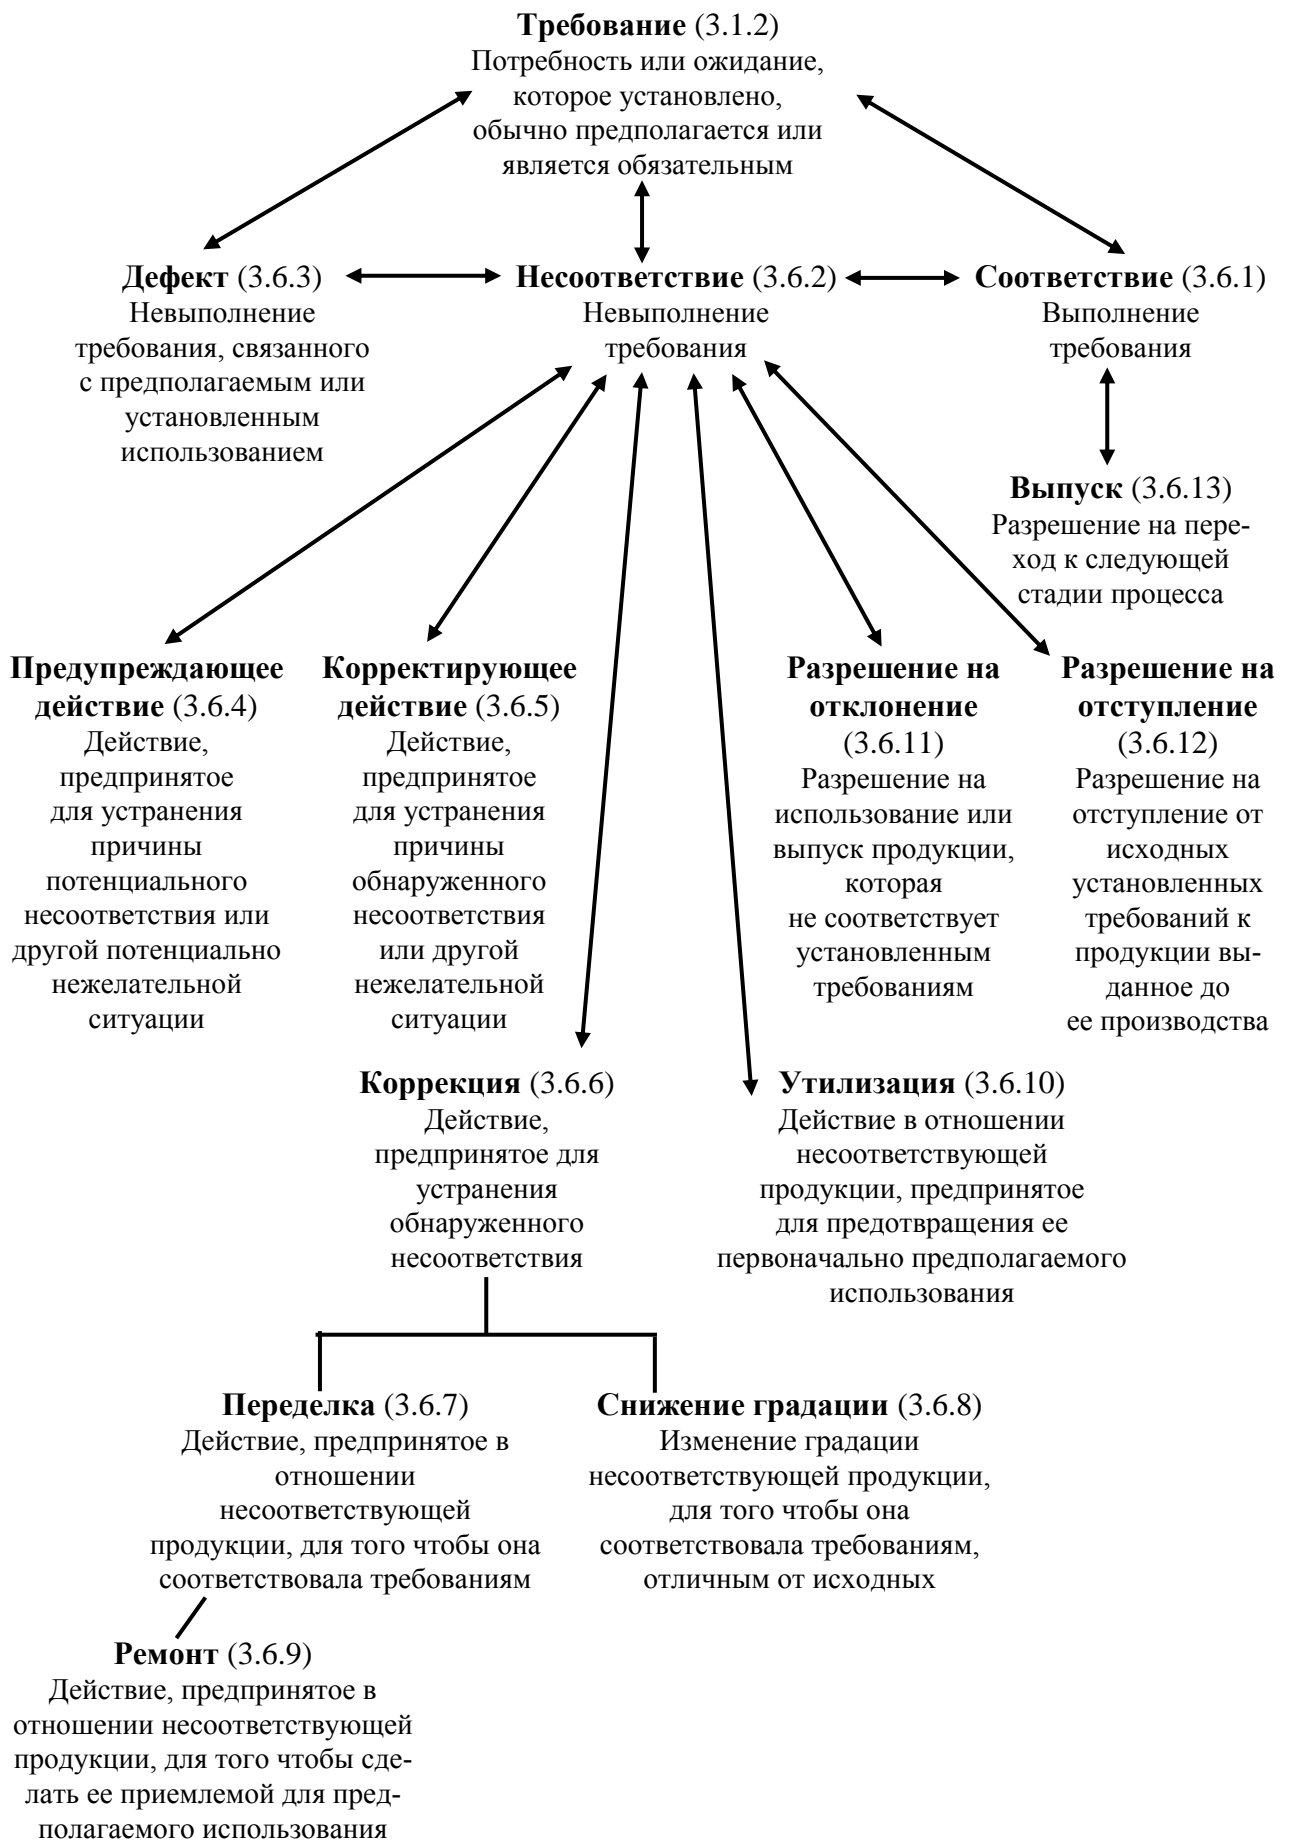 Требование (3.1.2)
Потребность или ожидание,
которое установлено,
обычно предполагается или
является обязательным
Дефект (3.6.3)
Невыполнение
требования, связанного
с предполагаемым или
установленным
использованием
Несоответствие (3.6.2)
Невыполнение
требования
Соответствие (3.6.1)
Выполнение
требования
Выпуск (3.6.13)
Разрешение на пере-
ход к следующей
стадии процесса
Предупреждающее
действие (3.6.4)
Действие,
предпринятое
для устранения
причины
потенциального
несоответствия или
другой потенциально
нежелательной
ситуации
Корректирующее
действие (3.6.5)
Действие,
предпринятое
для устранения
причины
обнаруженного
несоответствия
или другой
нежелательной
ситуации
Разрешение на
отклонение
(3.6.11)
Разрешение на
использование или
выпуск продукции,
которая
не соответствует
установленным
требованиям
Разрешение на
отступление
(3.6.12)
Разрешение на
отступление от
исходных
установленных
требований к
продукции вы-
данное до
ее производства
Коррекция (3.6.6)
Действие,
предпринятое для
устранения
обнаруженного
несоответствия
Утилизация (3.6.10)
Действие в отношении
несоответствующей
продукции, предпринятое
для предотвращения ее
первоначально предполагаемого
использования
Переделка (3.6.7)
Действие, предпринятое в
отношении
несоответствующей
продукции, для того чтобы она
соответствовала требованиям
Снижение градации (3.6.8)
Изменение градации
несоответствующей продукции,
для того чтобы она
соответствовала требованиям,
отличным от исходных
Ремонт (3.6.9)
Действие, предпринятое в
отношении несоответствующей
продукции, для того чтобы сде-
лать ее приемлемой для пред-
полагаемого использования